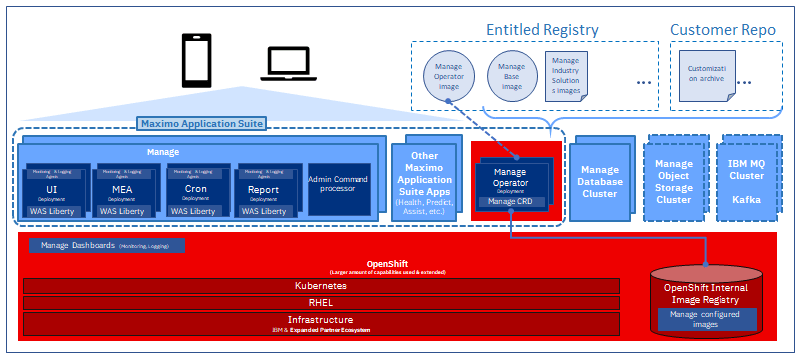 Entitled Registry
Customer Repo
Manage
Operator
image
Manage
Base
image
Manage
Industry
Solution
s images
...
Customizati
on archive
...
Maximo Application Suite
Manage
Monitoring & Logging
Agents
UI
Deployment
WAS Liberty
Monitoring & Logging
Agents
MEA
Deployment
WAS Liberty
Monitoring & Logging
Agents
Cron
Deployment
WAS Liberty
Monitoring & Logging
Agents
Report
Deployment
WAS Liberty
Admin Command
processor
Other
Maximo
Application
Suite Apps
(Health, Predict,
Assist, etc.)
Manage
Operator
Deployment
Manage CRD
Manage
Database
Cluster
Manage
Object
Storage
Cluster
IBM MQ
Cluster
Kafka
Manage Dashboards (Monitoring, Logging)
OpenShift
(Larger amount of capabilities used & extended)
Kubernetes
RHEL
Infrastructure
IBM & Expanded Partner Ecosystem
OpenShift Internal
Image Registry
Manage configured
images